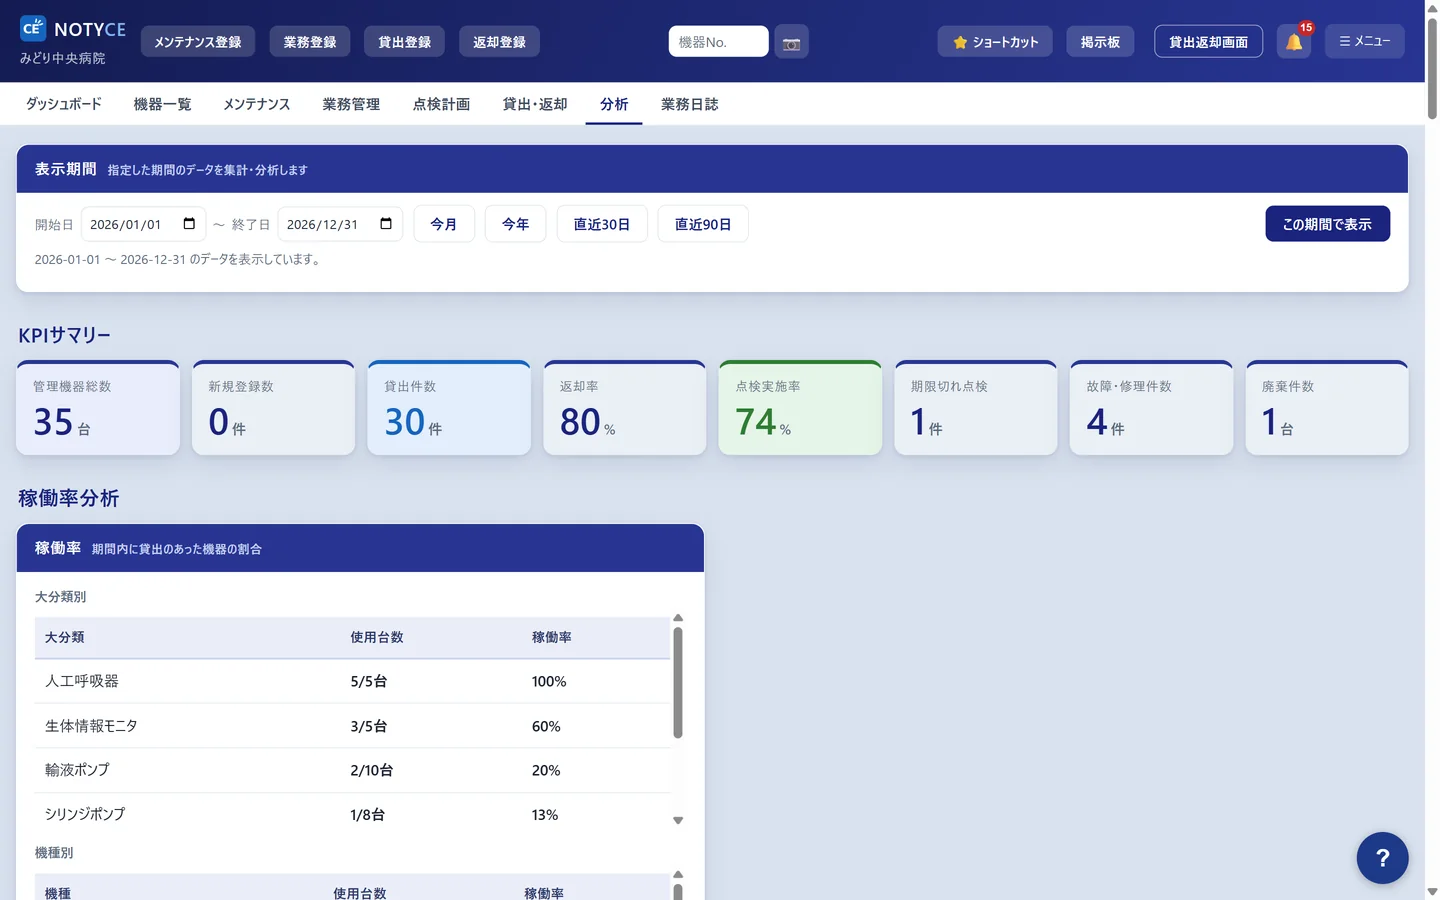 CE NOTYCE
みどり中央病院
メンテナンス登録
業務登録
貸出登録
返却登録
機器No.
ショートカット
掲示板
貸出返却画面
15
☰ メニュー
ダッシュボード
機器一覧
メンテナンス
業務管理
点検計画
貸出・返却
分析
業務日誌
表示期間 指定した期間のデータを集計・分析します
開始日 2026/01/01 ～ 終了日 2026/12/31 今月 今年 直近30日 直近90日 この期間で表示
2026-01-01 ～ 2026-12-31 のデータを表示しています。
KPIサマリー
管理機器総数
35 台
新規登録数
0 件
貸出件数
30 件
返却率
80 %
点検実施率
74 %
期限切れ点検
1 件
故障・修理件数
4 件
廃棄件数
1 台
稼働率分析
稼働率 期間内に貸出のあった機器の割合
大分類別
大分類 使用台数 稼働率
人工呼吸器 5/5台 100%
生体情報モニタ 3/5台 60%
輸液ポンプ 2/10台 20%
シリンジポンプ 1/8台 13%
機種別
機種 使用台数 稼働率
?